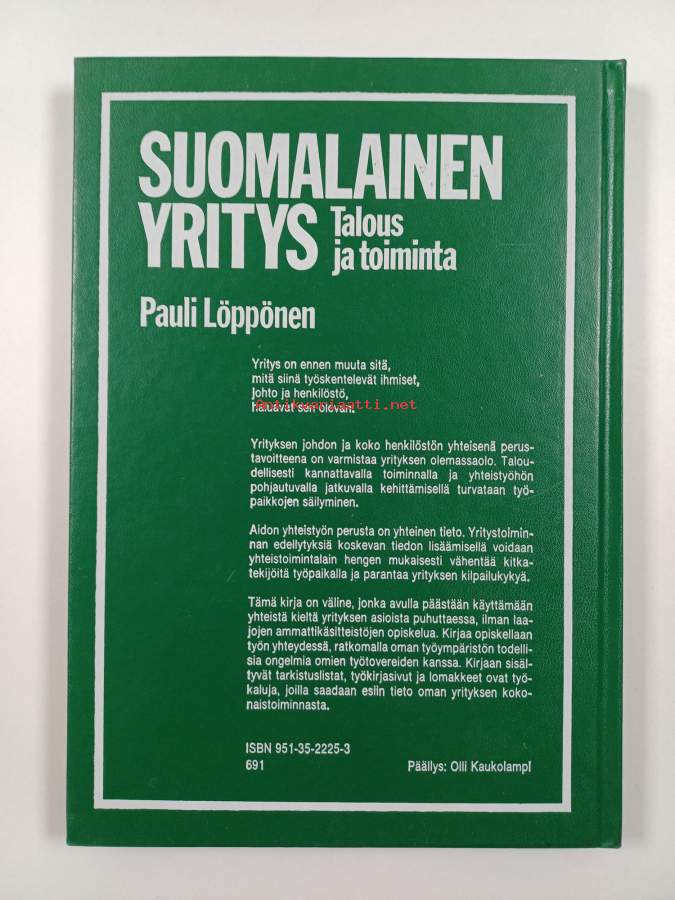 SUOMALAINEN
YRITYS Talous
ja toiminta
Pauli Löppönen
Yritys on ennen muuta sitä,
mitä siinä työskentelevät ihmiset,
johto ja henkilöstö,
Antikvariaatti.net
haluavat sen olevan.
Yrityksen johdon ja koko henkilöstön yhteisenä perus-
tavoitteena on varmistaa yrityksen olemassaolo. Talou-
dellisesti kannattavalla toiminnalla ja yhteistyöhön
pohjautuvalla jatkuvalla kehittämisellä turvataan työ-
paikkojen säilyminen.
Aidon yhteistyön perusta on yhteinen tieto. Yritystoimin-
nan edellytyksiä koskevan tiedon lisäämisellä voidaan
yhteistoimintalain hengen mukaisesti vähentää kitka-
tekijöitä työpaikalla ja parantaa yrityksen kilpailukykyä.
Tämä kirja on väline, jonka avulla päästään käyttämään
yhteistä kieltä yrityksen asioista puhuttaessa, ilman laa-
jojen ammattikäsitteistöjen opiskelua. Kirjaa opiskellaan
työn yhteydessä, ratkomalla oman työympäristön todelli-
sia ongelmia omien työtovereiden kanssa. Kirjaan sisäl-
tyvät tarkistuslistat, työkirjasivut ja lomakkeet ovat työ-
kaluja, joilla saadaan esiin tieto oman yrityksen koko-
naistoiminnasta.
ISBN 951-35-2225-3
691 Päällys: Olli Kaukolampi